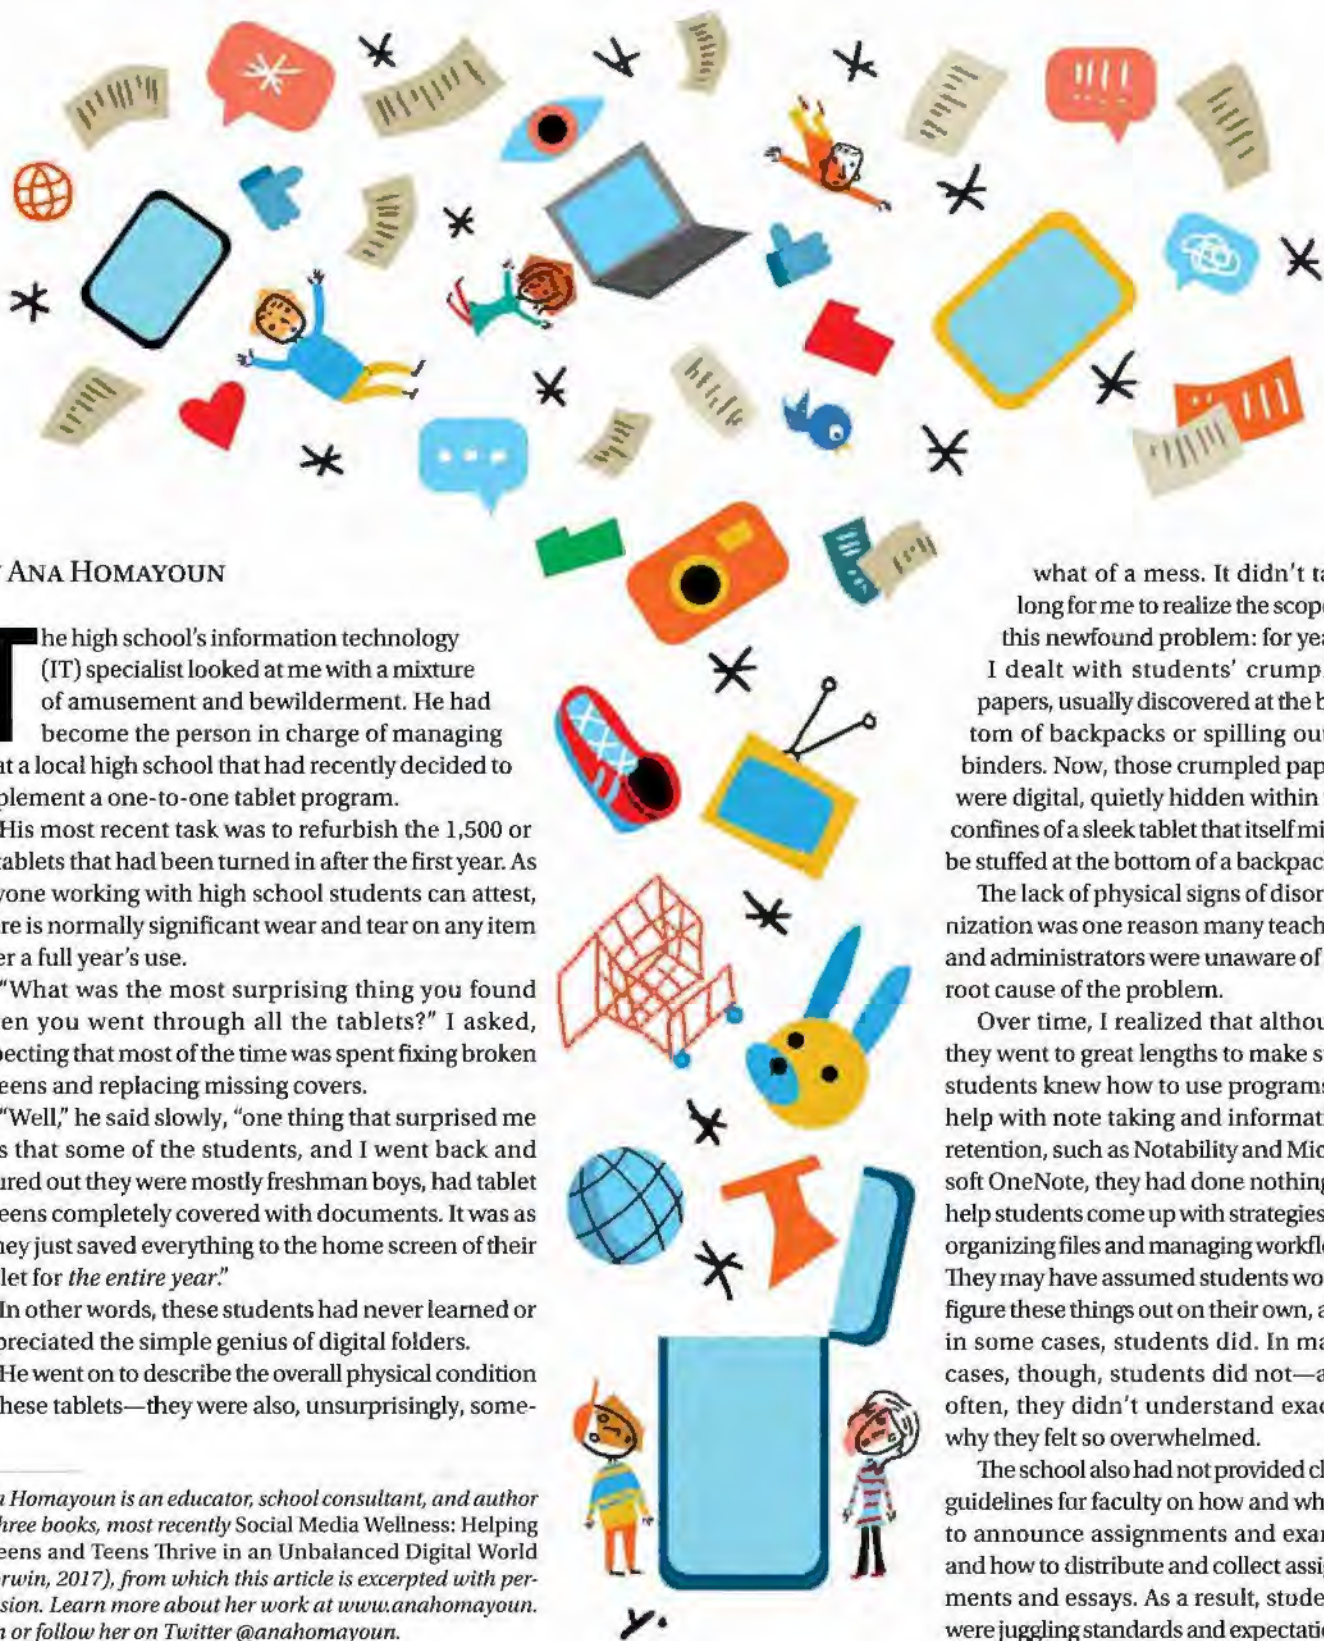 ANA HOMAYOUN
The high school's information technology
(IT) specialist looked at me with a mixture
of amusement and bewilderment. He had
become the person in charge of managing
at a local high school that had recently decided to
plement a one-to-one tablet program.
His most recent task was to refurbish the 1,500 or
tablets that had been turned in after the first year. As
yone working with high school students can attest,
re is normally significant wear and tear on any item
er a full year's use.
"What was the most surprising thing you found
en you went through all the tablets?" I asked,
pecting that most of the time was spent fixing broken
eens and replacing missing covers.
"Well," he said slowly, "one thing that surprised me
s that some of the students, and I went back and
ured out they were mostly freshman boys, had tablet
eens completely covered with documents. It was as
hey just saved everything to the home screen of their
let for the entire year."
In other words, these students had never learned or
preciated the simple genius of digital folders.
He went on to describe the overall physical condition
hese tablets—they were also, unsurprisingly, some-
a Homayoun is an educator, school consultant, and author
hree books, most recently Social Media Wellness: Helping
eens and Teens Thrive in an Unbalanced Digital World
rwin, 2017), from which this article is excerpted with per-
sion. Learn more about her work at www.anahomayoun.
or follow her on Twitter @anahomayoun.
what of a mess. It didn't ta
long for me to realize the scope
this newfound problem: for yea
I dealt with students' crump
papers, usually discovered at the b
tom of backpacks or spilling out
binders. Now, those crumpled pap
were digital, quietly hidden within
confines of a sleek tablet that itself mi
be stuffed at the bottom of a backpac
The lack of physical signs of disor
nization was one reason many teach
and administrators were unaware of
root cause of the problem.
Over time, I realized that althou
they went to great lengths to make s
students knew how to use programs
help with note taking and informati
retention, such as Notability and Mic
soft OneNote, they had done nothing
help students come up with strategies
organizing files and managing workfl
They may have assumed students wo
figure these things out on their own, a
in some cases, students did. In ma
cases, though, students did not—a
often, they didn't understand exac
why they felt so overwhelmed.
The school also had not provided cl
guidelines for faculty on how and wh
to announce assignments and exar
and how to distribute and collect assig
ments and essays. As a result, stude
were juggling standards and expectati